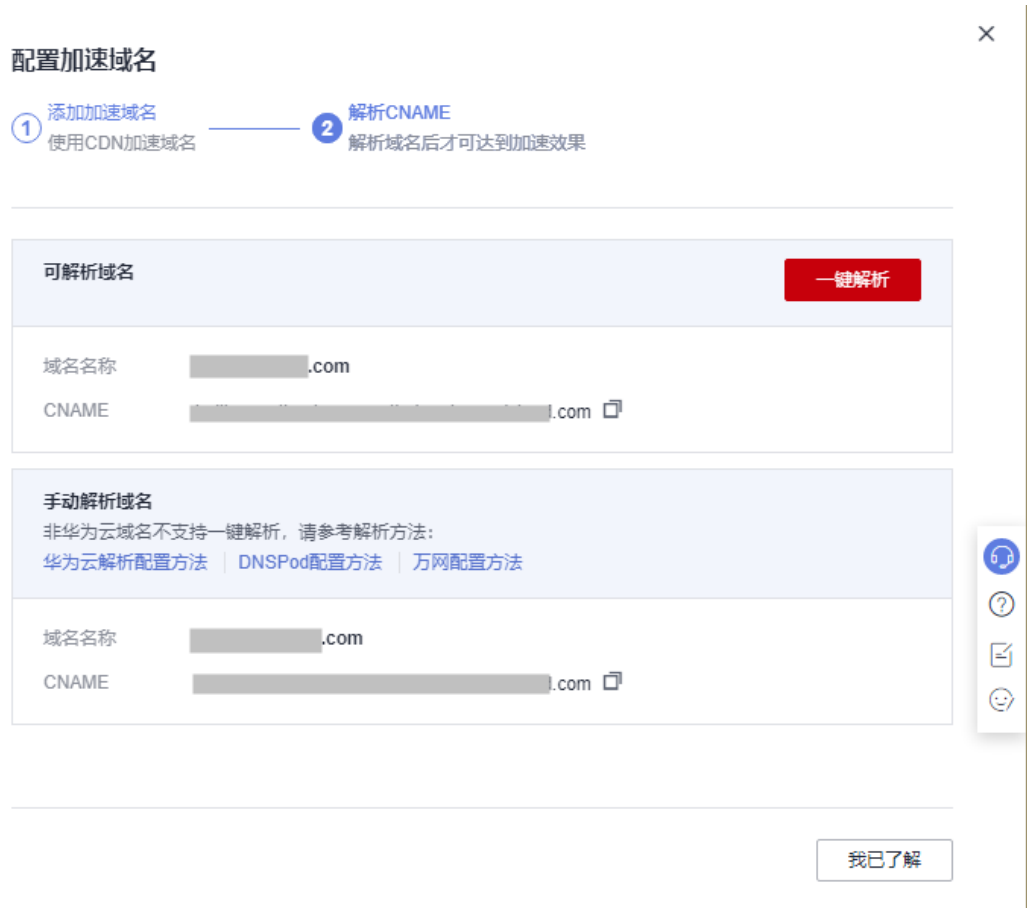 配置加速域名
1 添加加速域名
使用CDN加速域名
2 解析CNAME
解析域名后才可达到加速效果
可解析域名
一键解析
域名名称 .com
CNAME .com
手动解析域名
非华为云域名不支持一键解析，请参考解析方法：
华为云解析配置方法 DNSPod配置方法 万网配置方法
域名名称 .com
CNAME .com
我已了解